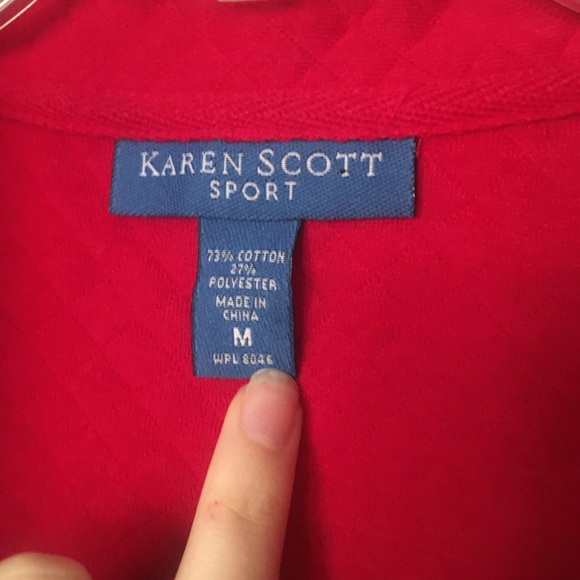 KAREN SCOTT
SPORT
73% COTTON
27%
POLYESTER
MADE IN
CHINA
M
WPL 8046